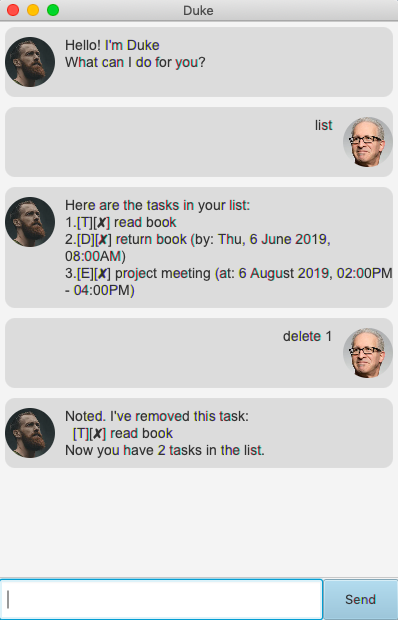 Duke
Hello! I'm Duke
What can I do for you?
list
Here are the tasks in your list:
1.[T][✘] read book
2.[D][✘] return book (by: Thu, 6 June 2019,
08:00AM)
3.[E][✘] project meeting (at: 6 August 2019, 02:00PM
- 04:00PM)
delete 1
Noted. I've removed this task:
[T][✘] read book
Now you have 2 tasks in the list.
Send